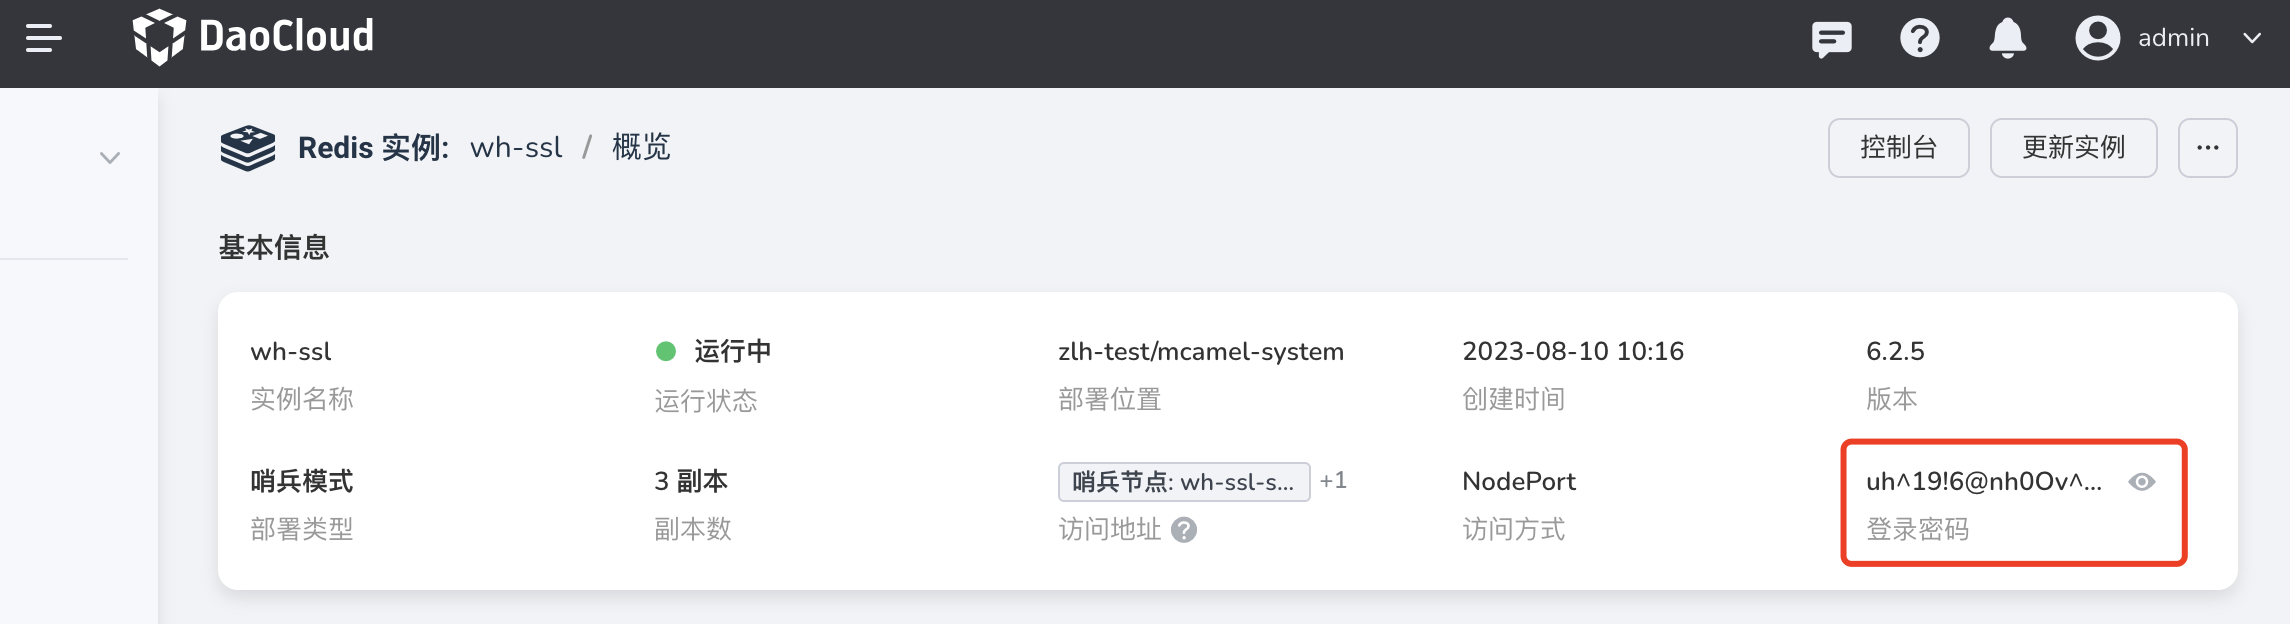 DaoCloud
admin
Redis 实例: wh-ssl / 概览
控制台
更新实例
...
基本信息
wh-ssl
运行中
zlh-test/mcamel-system
2023-08-10 10:16
6.2.5
实例名称
运行状态
部署位置
创建时间
版本
哨兵模式
3 副本
哨兵节点: wh-ssl-s... +1
NodePort
uh^19!6@nh0Ov^...
部署类型
副本数
访问地址 ?
访问方式
登录密码